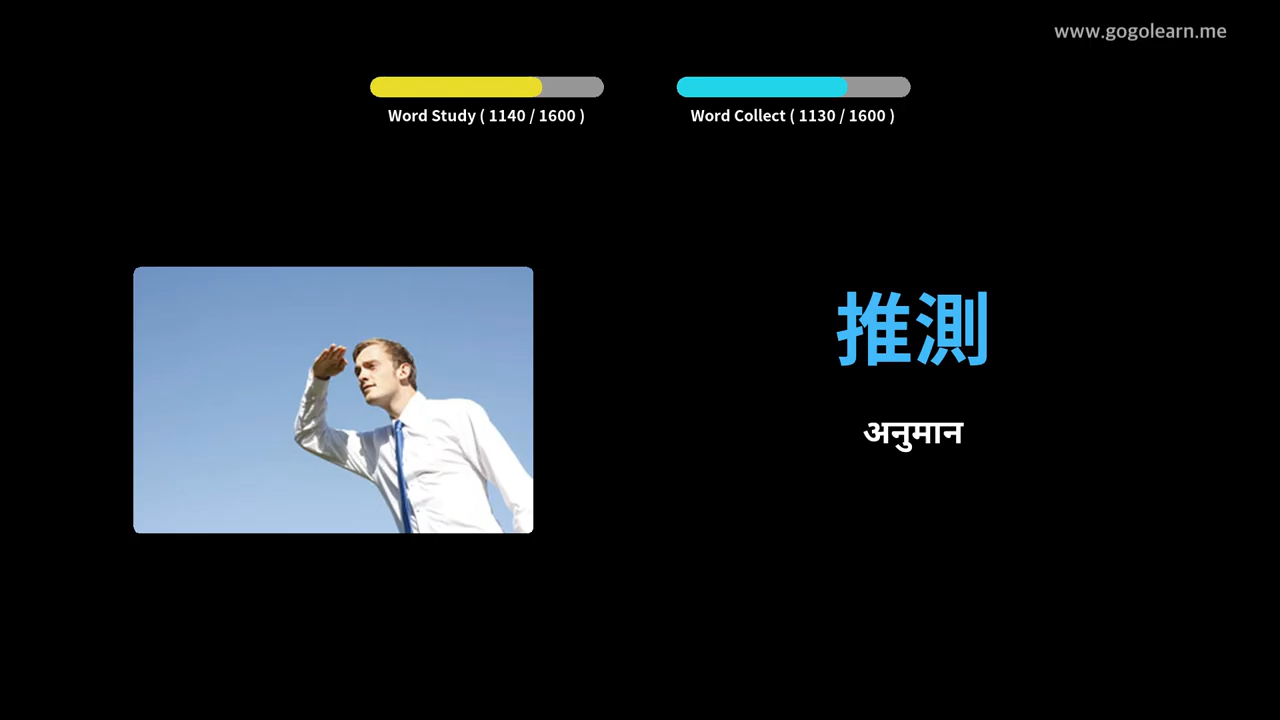 www.gogolearn.me
Word Study ( 1140 / 1600 )
Word Collect ( 1130 / 1600 )
推測
अनुमान